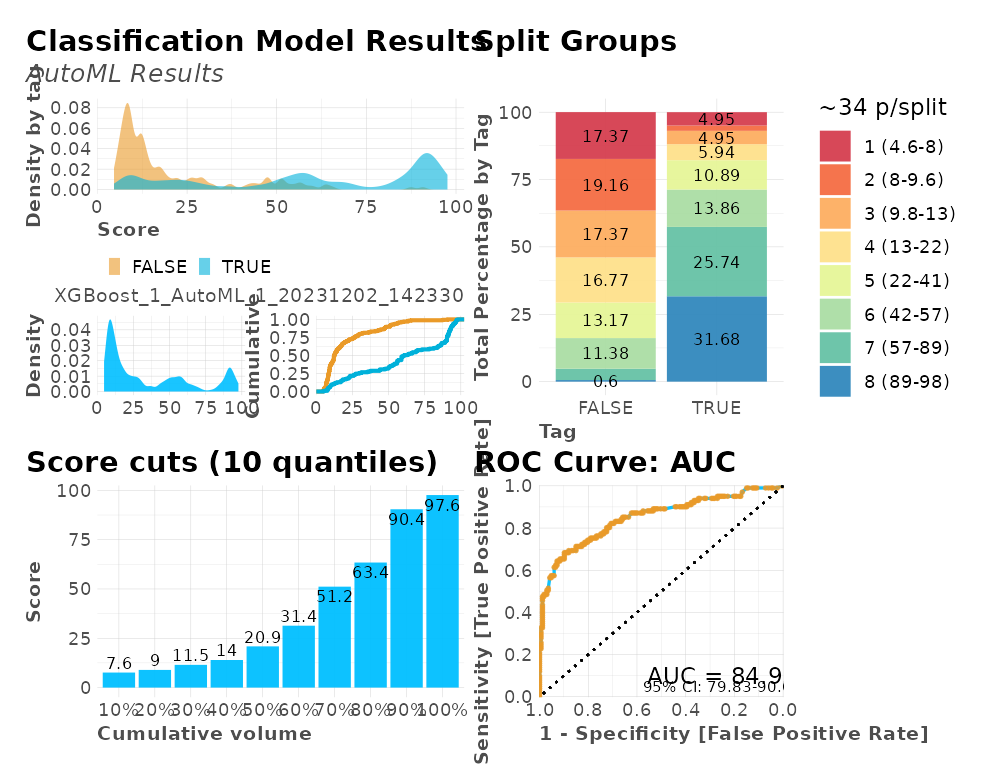 Classification Model Results
AutoML Results
Density by tag
0.08
0.06
0.04
0.02
0.00
0 25 50 75 100
Score
FALSE TRUE
XGBoost_1_AutoML_1_20231202_142330
Density
0.04
0.03
0.02
0.01
0.00
0 25 50 75 100
Cumulative
1.00
0.75
0.50
0.25
0.00
0 25 50 75 100
Split Groups
Total Percentage by Tag
100
75
50
25
0
17.37
19.16
17.37
16.77
13.17
11.38
0.6
4.95
4.95
5.94
10.89
13.86
25.74
31.68
FALSE TRUE
Tag
~34 p/split
1 (4.6-8)
2 (8-9.6)
3 (9.8-13)
4 (13-22)
5 (22-41)
6 (42-57)
7 (57-89)
8 (89-98)
Score cuts (10 quantiles)
Score
100
75
50
25
0
7.6 9 11.5 14 20.9 31.4 51.2 63.4 90.4 97.6
10% 20% 30% 40% 50% 60% 70% 80% 90% 100%
Cumulative volume
ROC Curve: AUC
Sensitivity [True Positive Rate]
1.0
0.8
0.6
0.4
0.2
0.0
AUC = 84.9
95% CI: 79.83-90.0
1.0 0.8 0.6 0.4 0.2 0.0
1 - Specificity [False Positive Rate]